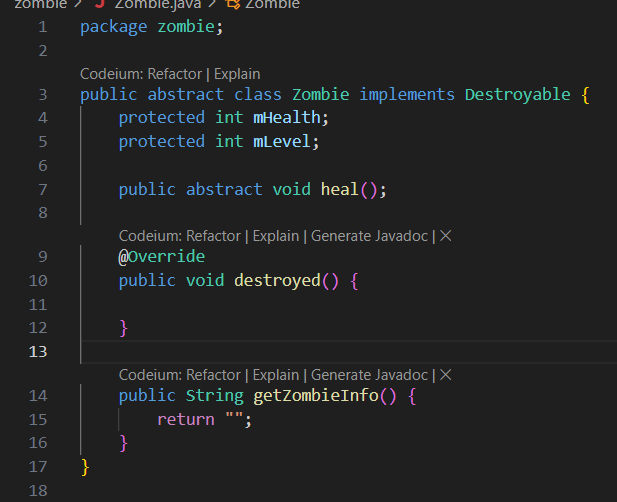 zombie > J Zombie.java > Zombie
1 package zombie;
2
Codeium: Refactor | Explain
3 public abstract class Zombie implements Destroyable {
4     protected int mHealth;
5     protected int mLevel;
6
7     public abstract void heal();
8
Codeium: Refactor | Explain | Generate Javadoc | ×
9     @Override
10     public void destroyed() {
11
12     }
13
Codeium: Refactor | Explain | Generate Javadoc | ×
14     public String getZombieInfo() {
15         return "";
16     }
17 }
18